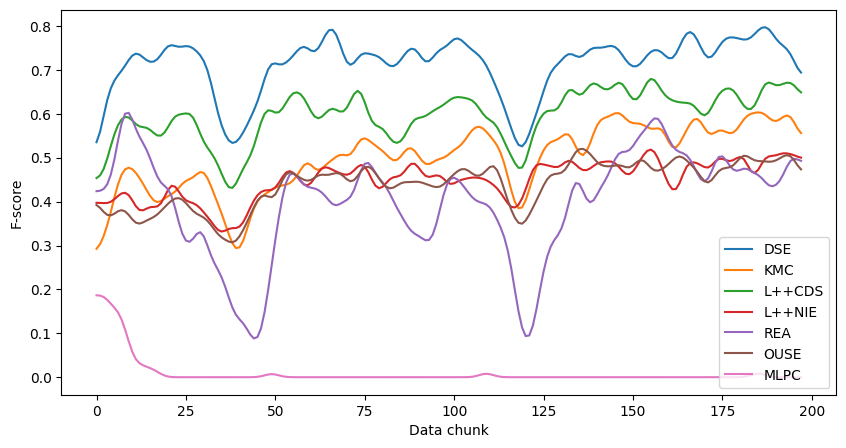 F-score
0.8
0.7
0.6
0.5
0.4
0.3
0.2
0.1
0.0
0 25 50 75 100 125 150 175 200
Data chunk
DSE
KMC
L++CDS
L++NIE
REA
OUSE
MLPC